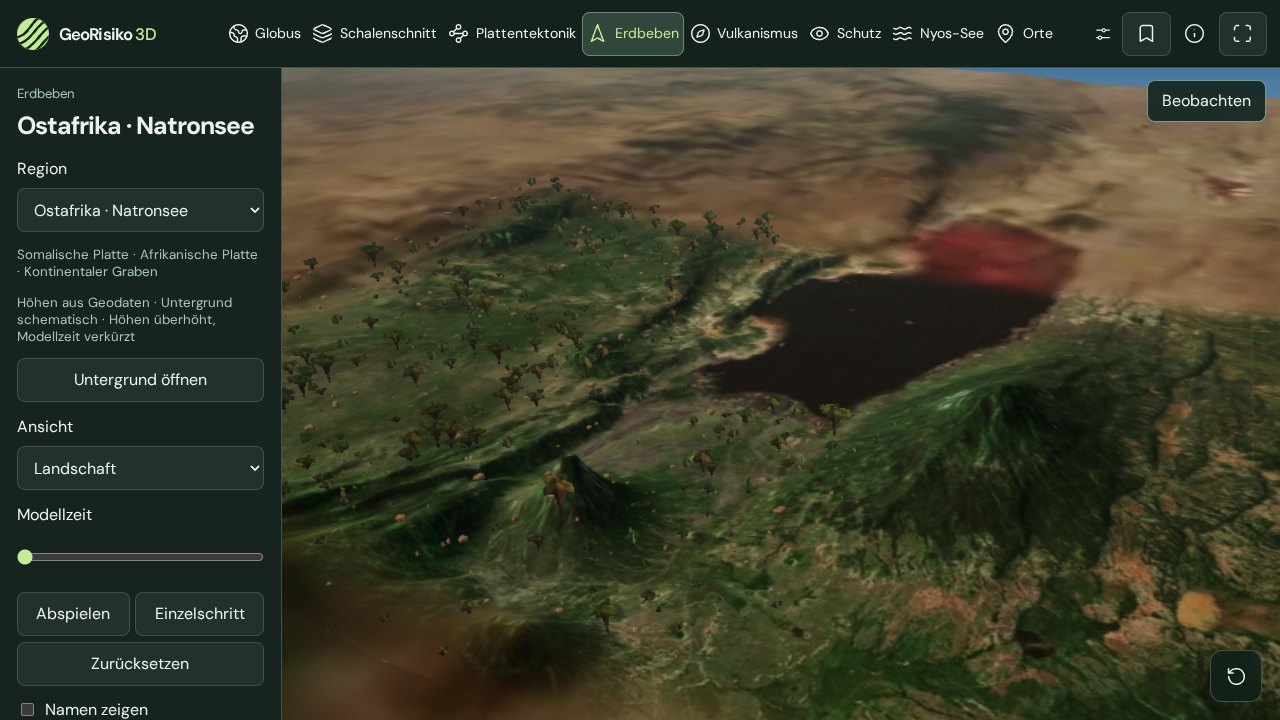 GeoRisiko 3D
Globus
Schalenschnitt
Plattentektonik
Erdbeben
Vulkanismus
Schutz
Nyos-See
Orte
Erdbeben
Ostafrika · Natronsee
Region
Ostafrika · Natronsee
Somalische Platte · Afrikanische Platte
· Kontinentaler Graben
Höhen aus Geodaten · Untergrund
schematisch · Höhen überhöht,
Modellzeit verkürzt
Untergrund öffnen
Ansicht
Landschaft
Modellzeit
Abspielen
Einzelschritt
Zurücksetzen
Namen zeigen
Beobachten